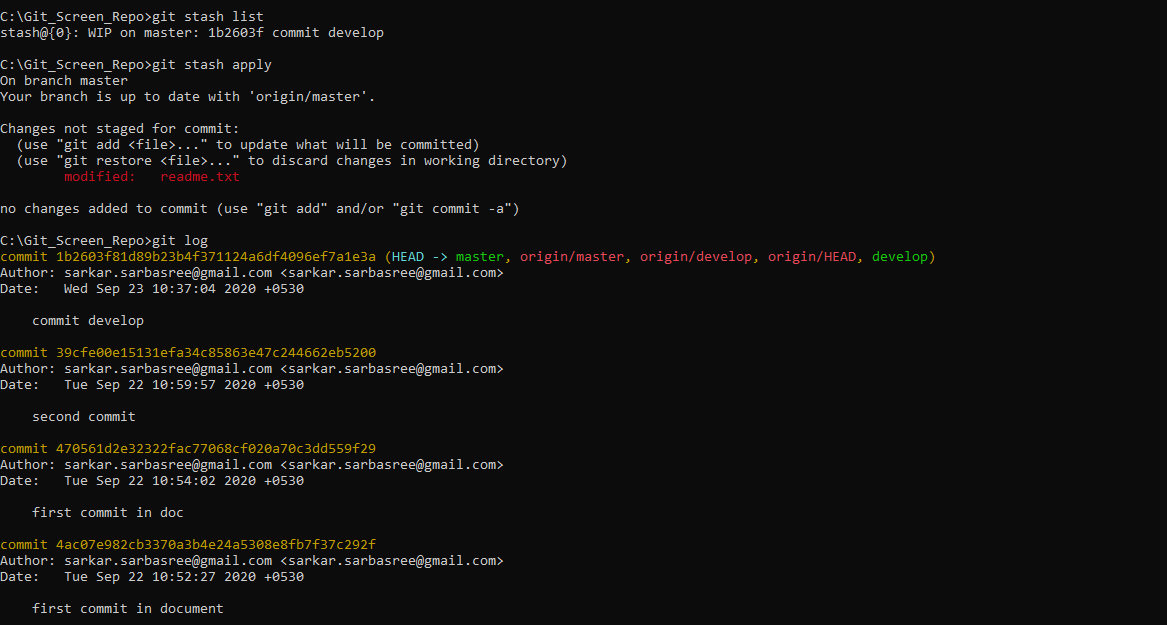 C:\Git_Screen_Repo>git stash list
stash@{0}: WIP on master: 1b2603f commit develop
C:\Git_Screen_Repo>git stash apply
On branch master
Your branch is up to date with 'origin/master'.
Changes not staged for commit:
  (use "git add <file>..." to update what will be committed)
  (use "git restore <file>..." to discard changes in working directory)
        modified:   readme.txt
no changes added to commit (use "git add" and/or "git commit -a")
C:\Git_Screen_Repo>git log
commit 1b2603f81d89b23b4f371124a6df4096ef7a1e3a (HEAD -> master, origin/master, origin/develop, origin/HEAD, develop)
Author: sarkar.sarbasree@gmail.com <sarkar.sarbasree@gmail.com>
Date:   Wed Sep 23 10:37:04 2020 +0530
    commit develop
commit 39cfe00e15131efa34c85863e47c244662eb5200
Author: sarkar.sarbasree@gmail.com <sarkar.sarbasree@gmail.com>
Date:   Tue Sep 22 10:59:57 2020 +0530
    second commit
commit 470561d2e32322fac77068cf020a70c3dd559f29
Author: sarkar.sarbasree@gmail.com <sarkar.sarbasree@gmail.com>
Date:   Tue Sep 22 10:54:02 2020 +0530
    first commit in doc
commit 4ac07e982cb3370a3b4e24a5308e8fb7f37c292f
Author: sarkar.sarbasree@gmail.com <sarkar.sarbasree@gmail.com>
Date:   Tue Sep 22 10:52:27 2020 +0530
    first commit in document